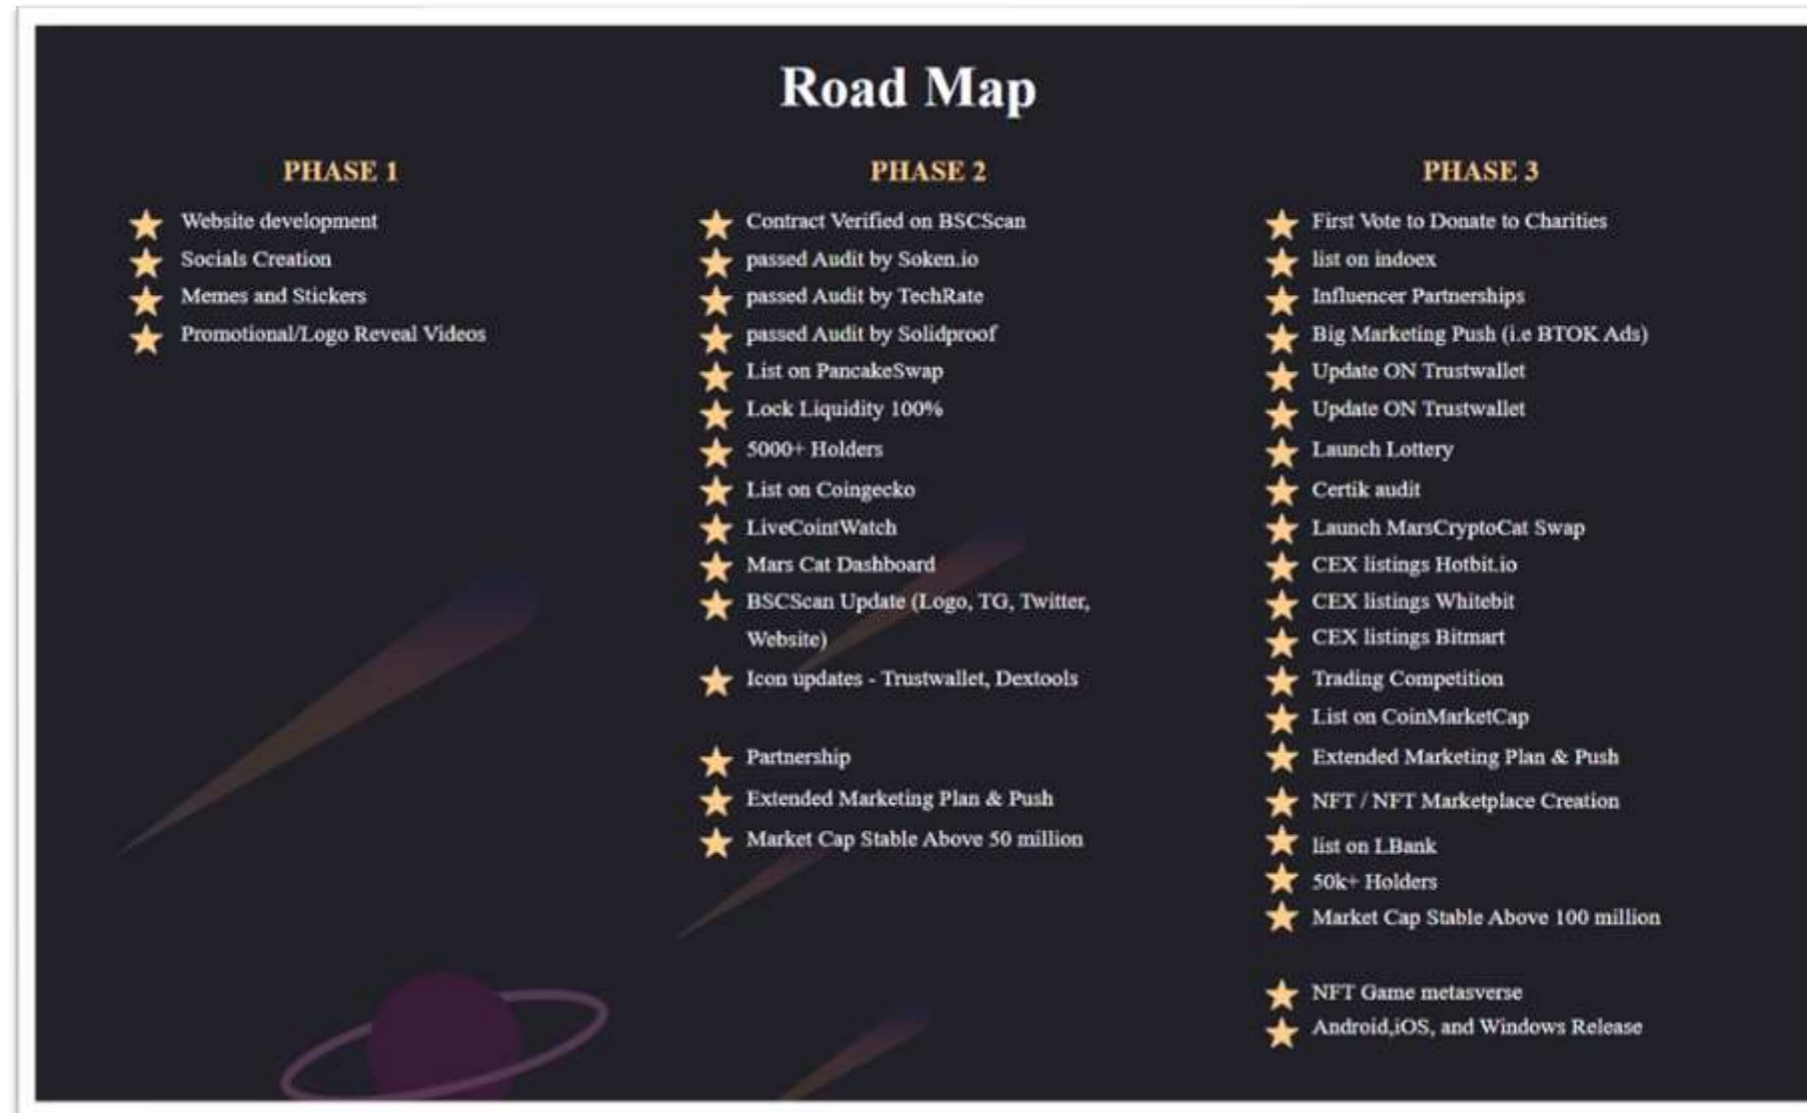 Road Map
PHASE 1
Website development
Socials Creation
Memes and Stickers
Promotional/Logo Reveal Videos
PHASE 2
Contract Verified on BSCScan
passed Audit by Soken.io
passed Audit by TechRate
passed Audit by Solidproof
List on PancakeSwap
Lock Liquidity 100%
5000+ Holders
List on Coingecko
LiveCointWatch
Mars Cat Dashboard
BSCScan Update (Logo, TG, Twitter,
Website)
Icon updates - Trustwallet, Dextools
Partnership
Extended Marketing Plan & Push
Market Cap Stable Above 50 million
PHASE 3
First Vote to Donate to Charities
list on indoex
Influencer Partnerships
Big Marketing Push (i.e BTOK Ads)
Update ON Trustwallet
Update ON Trustwallet
Launch Lottery
Certik audit
Launch MarsCryptoCat Swap
CEX listings Hotbit.io
CEX listings Whitebit
CEX listings Bitmart
Trading Competition
List on CoinMarketCap
Extended Marketing Plan & Push
NFT / NFT Marketplace Creation
list on LBank
50k+ Holders
Market Cap Stable Above 100 million
NFT Game metasverse
Android,iOS, and Windows Release